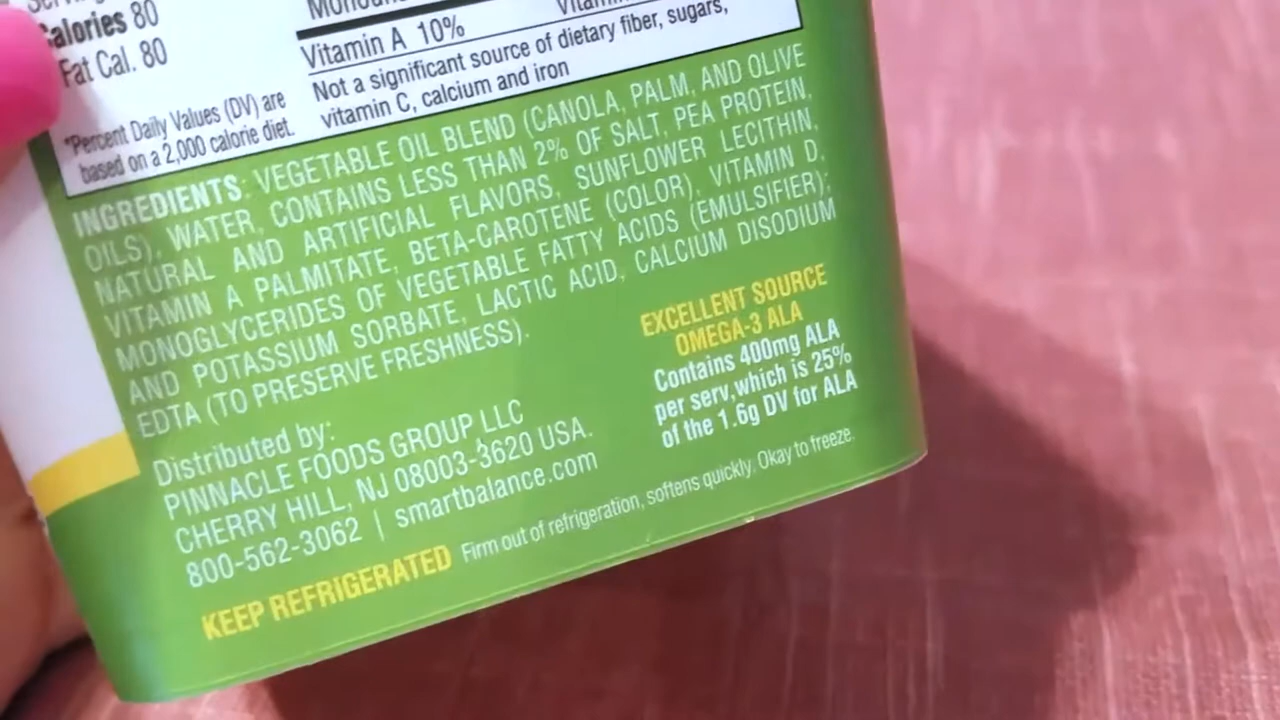 Calories 80
Fat Cal. 80
*Percent Daily Values (DV) are
based on a 2,000 calorie diet.
Vitamin A 10%
Not a significant source of dietary fiber, sugars,
vitamin C, calcium and iron
INGREDIENTS: VEGETABLE OIL BLEND (CANOLA, PALM, AND OLIVE
OILS), WATER, CONTAINS LESS THAN 2% OF SALT, PEA PROTEIN,
NATURAL AND ARTIFICIAL FLAVORS, SUNFLOWER LECITHIN,
VITAMIN A PALMITATE, BETA-CAROTENE (COLOR), VITAMIN D,
MONOGLYCERIDES OF VEGETABLE FATTY ACIDS (EMULSIFIER);
AND POTASSIUM SORBATE, LACTIC ACID, CALCIUM DISODIUM
EDTA (TO PRESERVE FRESHNESS).
EXCELLENT SOURCE
OMEGA-3 ALA
Contains 400mg ALA
per serv, which is 25%
of the 1.6g DV for ALA
Distributed by:
PINNACLE FOODS GROUP LLC
CHERRY HILL, NJ 08003-3620 USA.
800-562-3062 | smartbalance.com
KEEP REFRIGERATED Firm out of refrigeration, softens quickly. Okay to freeze.